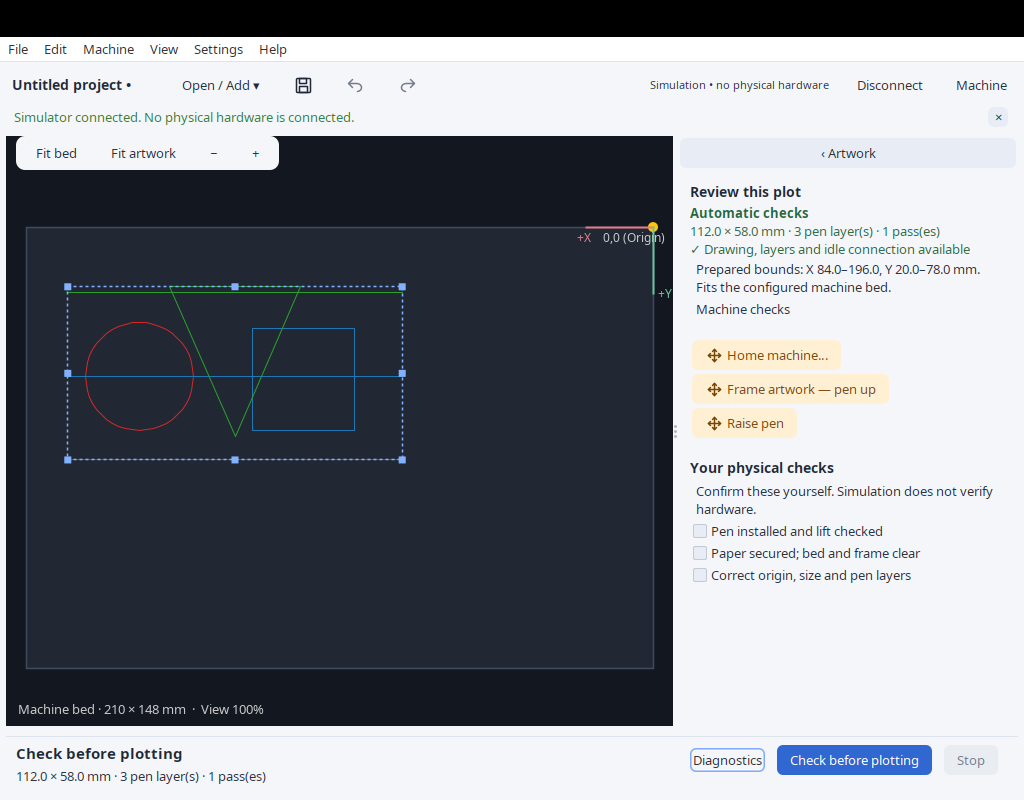 File Edit Machine View Settings Help
Untitled project • Open / Add ▾ Simulation • no physical hardware Disconnect Machine
Simulator connected. No physical hardware is connected. ×
Fit bed Fit artwork − +
‹ Artwork
Review this plot
Automatic checks
112.0 × 58.0 mm · 3 pen layer(s) · 1 pass(es)
✓ Drawing, layers and idle connection available
Prepared bounds: X 84.0–196.0, Y 20.0–78.0 mm.
Fits the configured machine bed.
Machine checks
Home machine...
Frame artwork — pen up
Raise pen
Your physical checks
Confirm these yourself. Simulation does not verify
hardware.
Pen installed and lift checked
Paper secured; bed and frame clear
Correct origin, size and pen layers
+X 0,0 (Origin)
+Y
Machine bed · 210 × 148 mm · View 100%
Check before plotting
112.0 × 58.0 mm · 3 pen layer(s) · 1 pass(es)
Diagnostics Check before plotting Stop